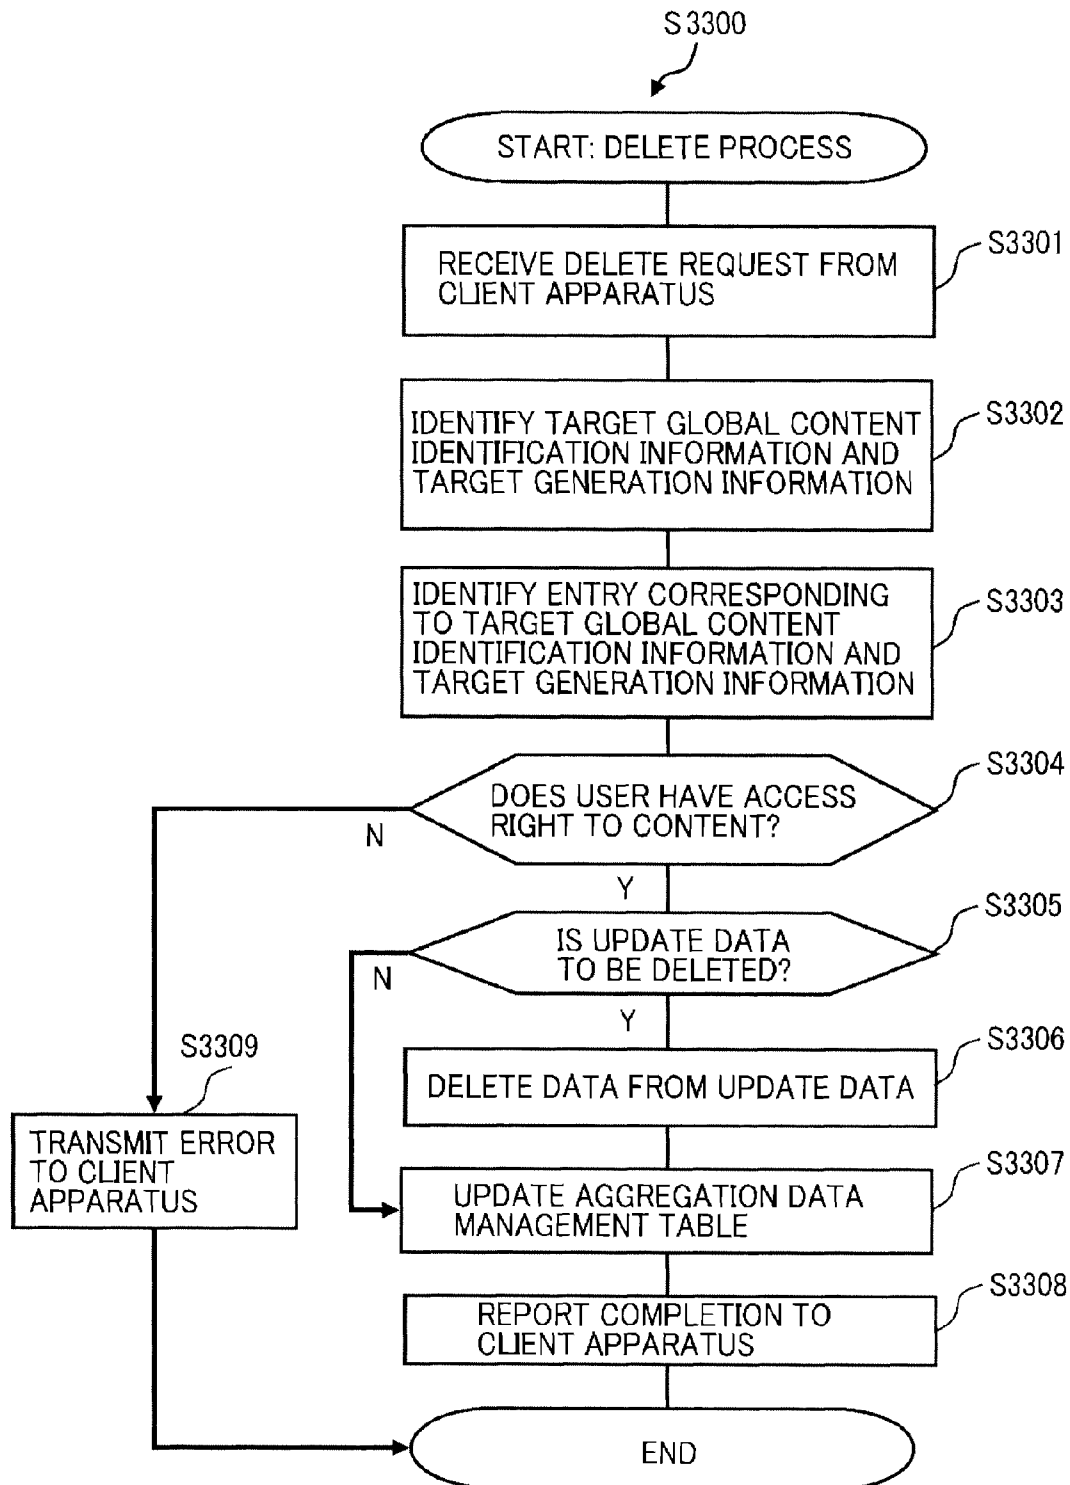 S3300
START: DELETE PROCESS
RECEIVE DELETE REQUEST FROM
CLIENT APPARATUS
S3301
IDENTIFY TARGET GLOBAL CONTENT
IDENTIFICATION INFORMATION AND
TARGET GENERATION INFORMATION
S3302
IDENTIFY ENTRY CORRESPONDING
TO TARGET GLOBAL CONTENT
IDENTIFICATION INFORMATION AND
TARGET GENERATION INFORMATION
S3303
DOES USER HAVE ACCESS
RIGHT TO CONTENT?
S3304
N
Y
IS UPDATE DATA
TO BE DELETED?
S3305
N
Y
DELETE DATA FROM UPDATE DATA
S3306
S3309
TRANSMIT ERROR
TO CLIENT
APPARATUS
UPDATE AGGREGATION DATA
MANAGEMENT TABLE
S3307
REPORT COMPLETION TO
CLIENT APPARATUS
S3308
END